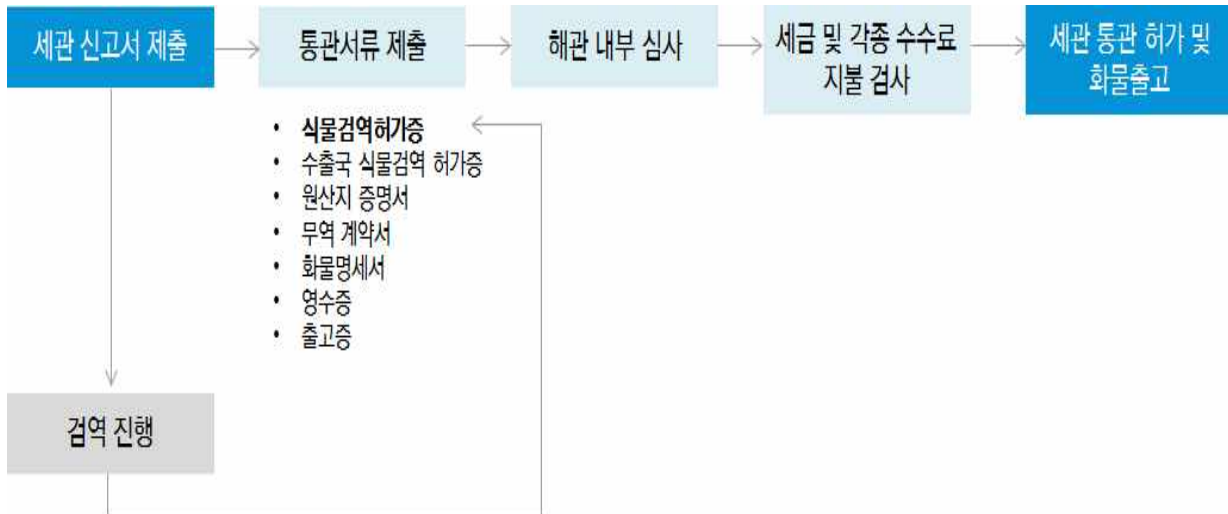 세관 신고서 제출
통관서류 제출
해관 내부 심사
세금 및 각종 수수료
지불 검사
세관 통관 허가 및
화물출고
• 식물검역허가증
• 수출국 식물검역 허가증
• 원산지 증명서
• 무역 계약서
• 화물명세서
• 영수증
• 출고증
검역 진행